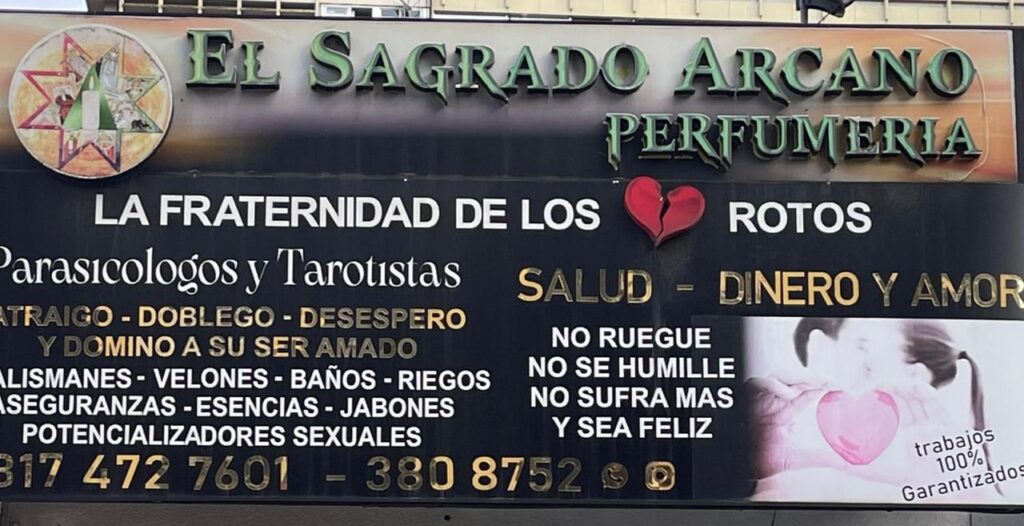 EL SAGRADO ARCANO
PERFUMERIA
LA FRATERNIDAD DE LOS ROTOS
Parasicologos y Tarotistas
ATRAIGO - DOBLEGO - DESESPERO
Y DOMINO A SU SER AMADO
ALISMANES - VELONES - BAÑOS - RIEGOS
ASEGURANZAS - ESENCIAS - JABONES
POTENCIALIZADORES SEXUALES
SALUD - DINERO Y AMOR
NO RUEGUE
NO SE HUMILLE
NO SUFRA MAS
Y SEA FELIZ
trabajos
100%
Garantizados
317 472 7601 - 380 8752